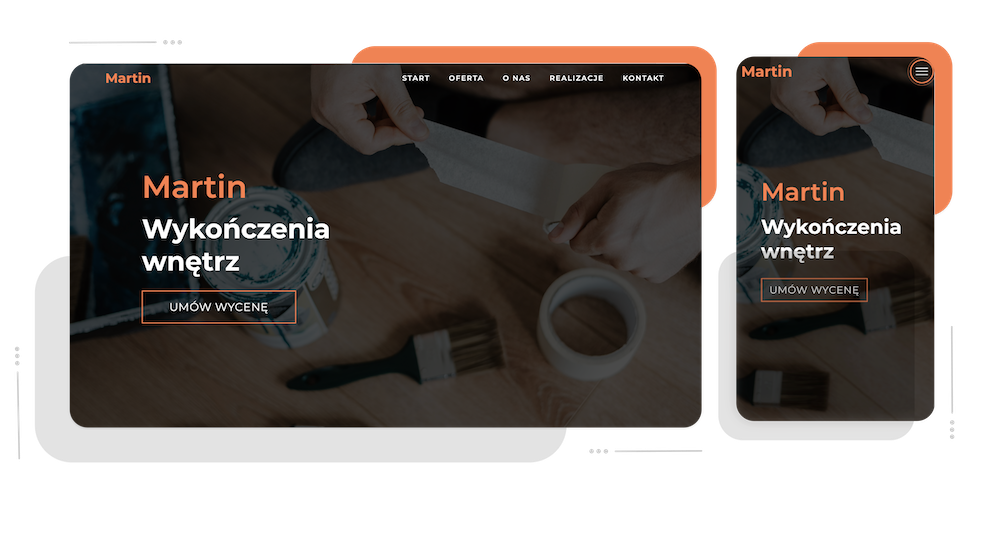 Martin
START OFERTA O NAS REALIZACJE KONTAKT
Martin
Wykończenia
wnętrz
UMÓW WYCENĘ
Martin
Martin
Wykończenia
wnętrz
UMÓW WYCENĘ